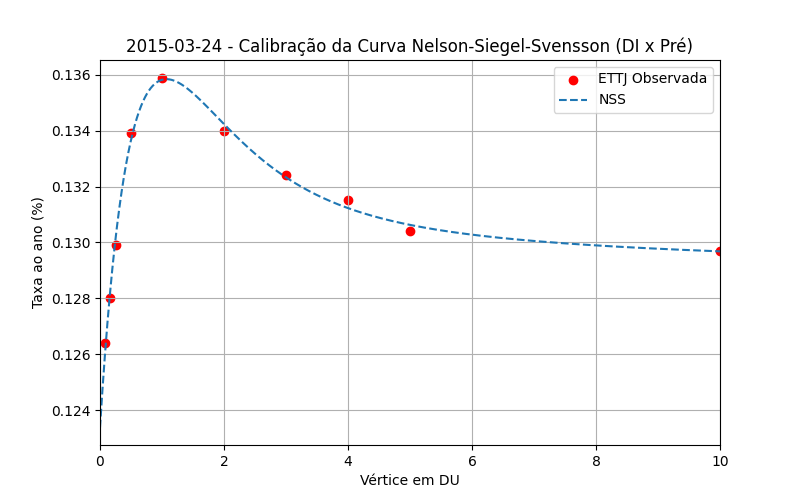 2015-03-24 - Calibração da Curva Nelson-Siegel-Svensson (DI x Pré)
ETTJ Observada
NSS
Taxa ao ano (%)
0.136
0.134
0.132
0.130
0.128
0.126
0.124
0 2 4 6 8 10
Vértice em DU